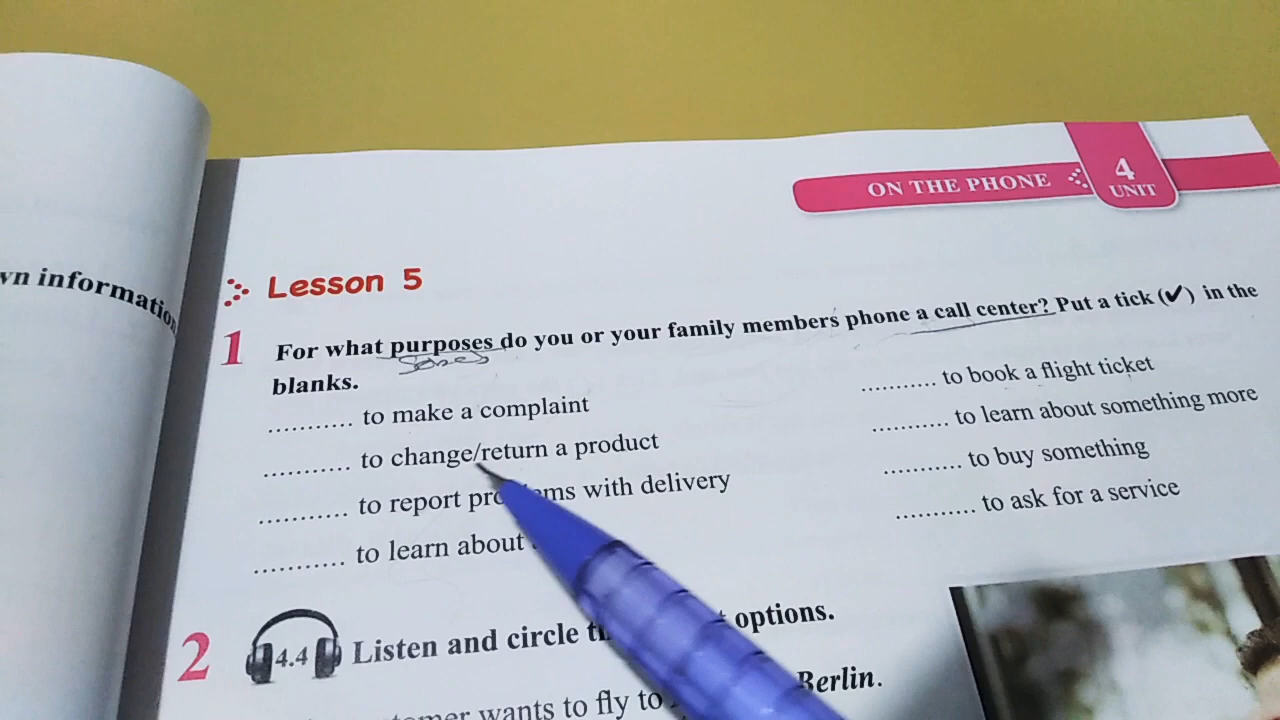 ON THE PHONE
4
UNIT
wn information
Lesson 5
1 For what purposes do you or your family members phone a call center? Put a tick (✔) in the
blanks.
........... to make a complaint
........... to change/return a product
........... to report problems with delivery
........... to learn about
........... to book a flight ticket
........... to learn about something more
........... to buy something
........... to ask for a service
2 4.4 Listen and circle options.
wants to fly to Berlin.